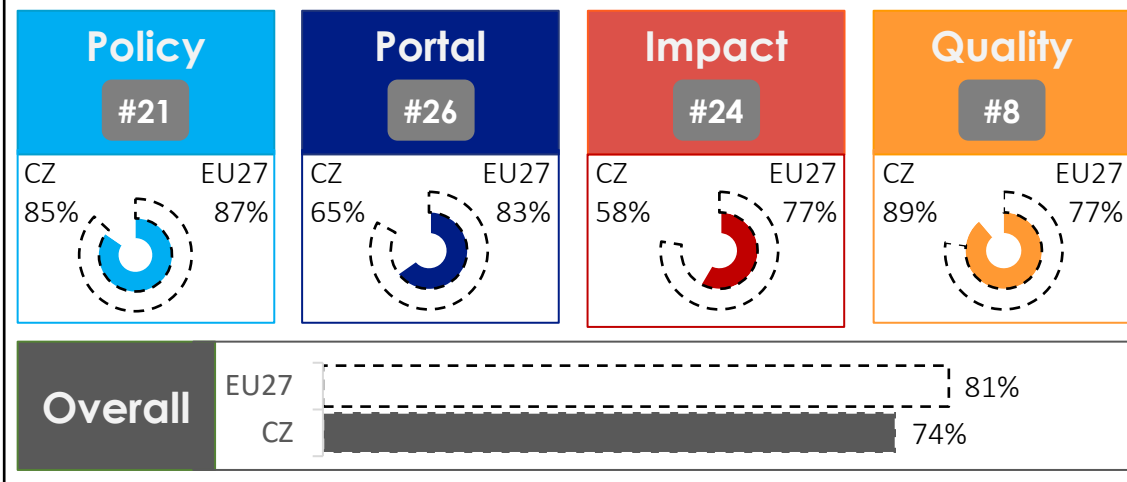 Policy
#21
CZ EU27
85% 87%
Portal
#26
CZ EU27
65% 83%
Impact
#24
CZ EU27
58% 77%
Quality
#8
CZ EU27
89% 77%
Overall
EU27 81%
CZ 74%